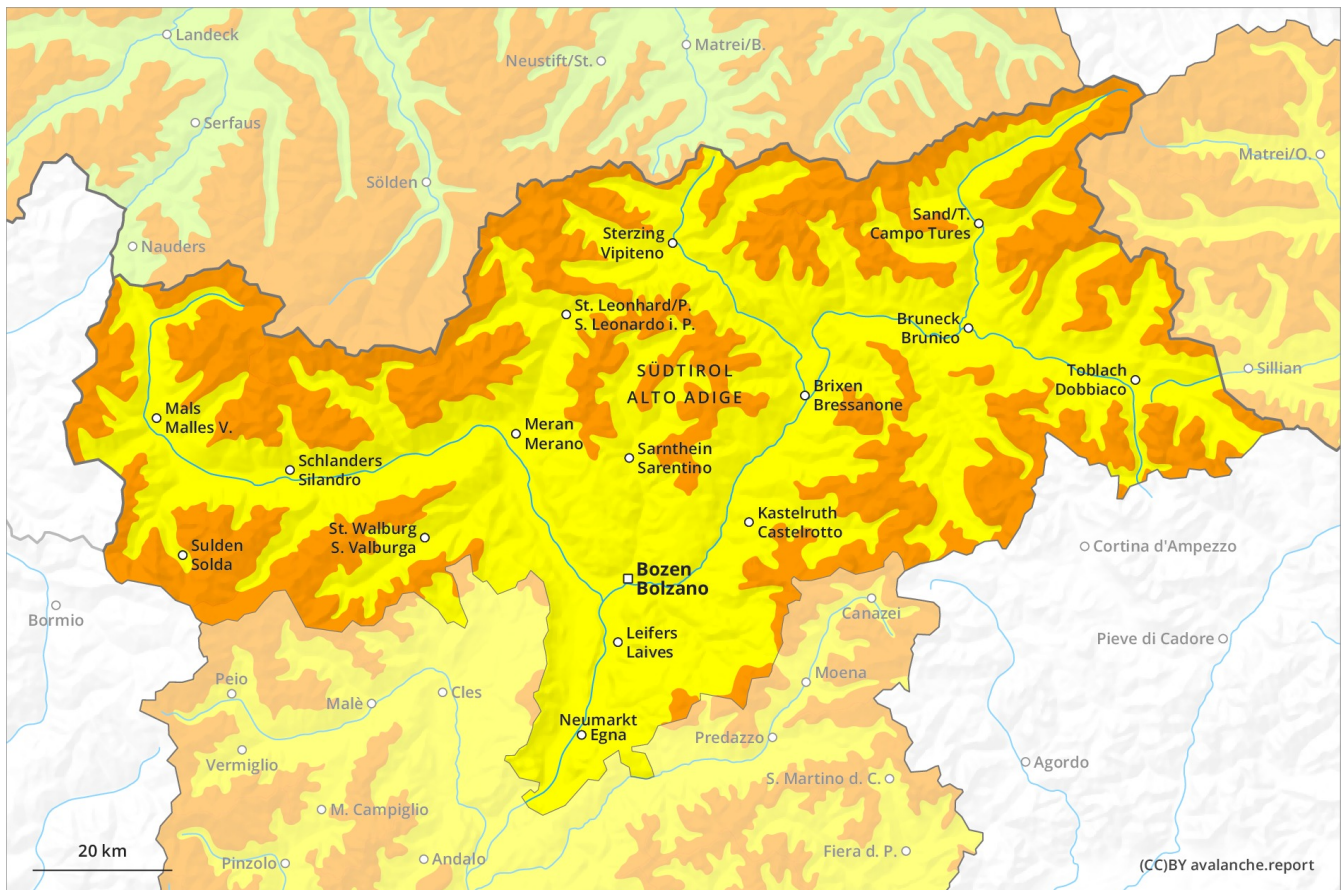 Landeck
Matrei/B.
Neustift/St.
Serfaus
Matrei/O.
Sölden
Sand/T.
Campo Tures
Sterzing
Vipiteno
Nauders
St. Leonhard/P.
S. Leonardo i. P.
Bruneck
Brunico
SÜDTIROL
ALTO ADIGE
Toblach
Dobbiaco
Sillian
Brixen
Bressanone
Mals
Malles V.
Meran
Merano
Sarnthein
Sarentino
Schlanders
Silandro
Kastelruth
Castelrotto
St. Walburg
S. Valburga
Sulden
Solda
Cortina d'Ampezzo
Bozen
Bolzano
Bormio
Canazei
Leifers
Laives
Pieve di Cadore
Peio
Moena
Malè
Cles
Neumarkt
Egna
Predazzo
Vermiglio
Agordo
S. Martino d. C.
M. Campiglio
20 km
Pinzolo
Andalo
Fiera d. P.
(CC)BY avalanche.report